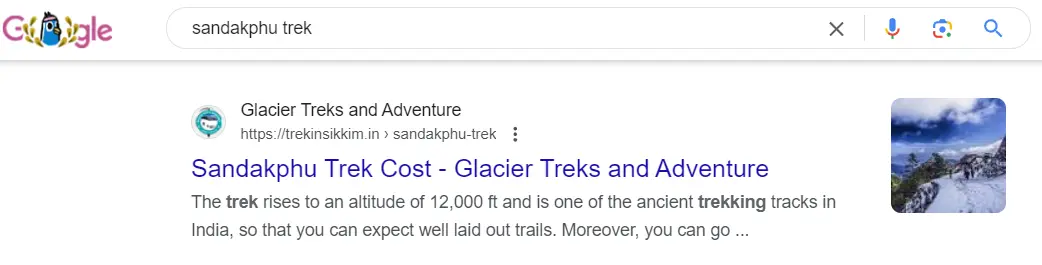 Google
sandakphu trek
Glacier Treks and Adventure
https://trekinsikkim.in › sandakphu-trek
Sandakphu Trek Cost - Glacier Treks and Adventure
The trek rises to an altitude of 12,000 ft and is one of the ancient trekking tracks in
India, so that you can expect well laid out trails. Moreover, you can go ...